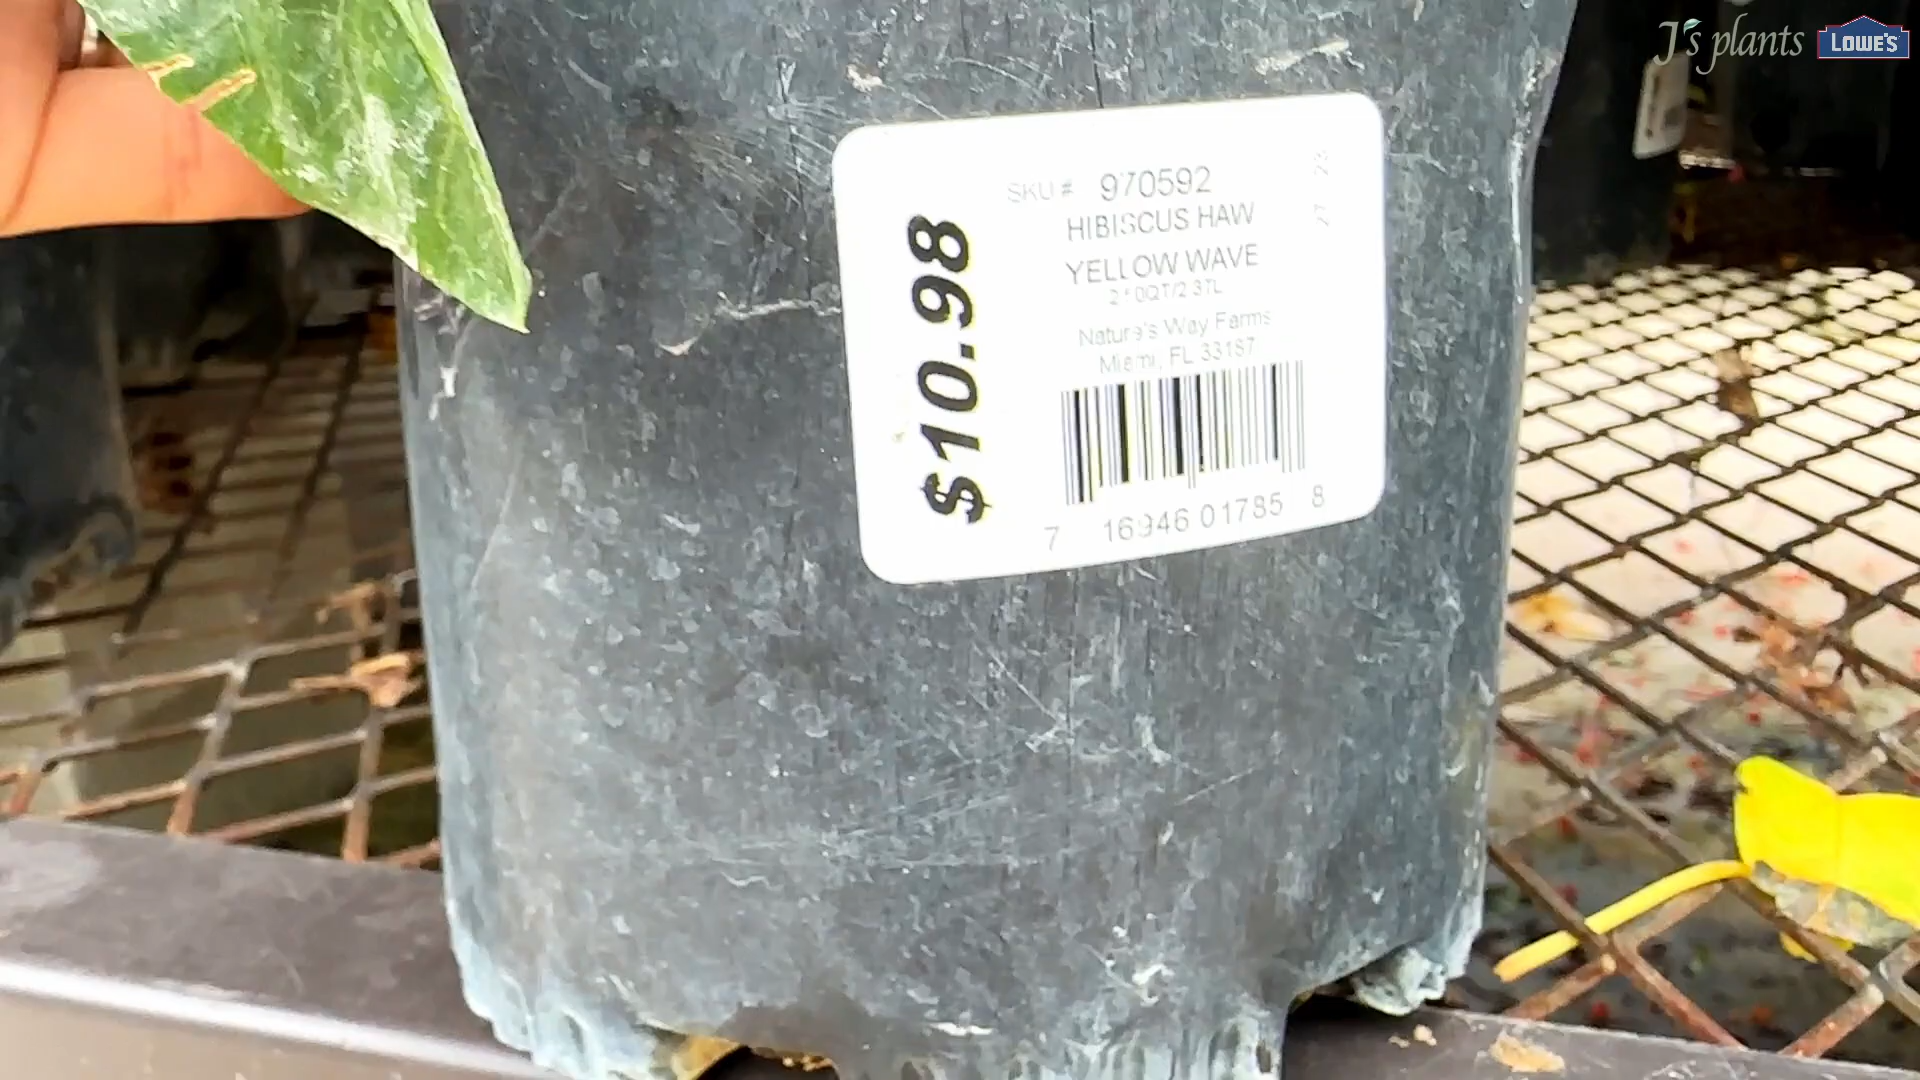 J's plants LOWE'S
SKU # 970592
HIBISCUS HAW
YELLOW WAVE
Nature's Way Farms
Miami, FL 33187
7 16946 01785 8
$10.98